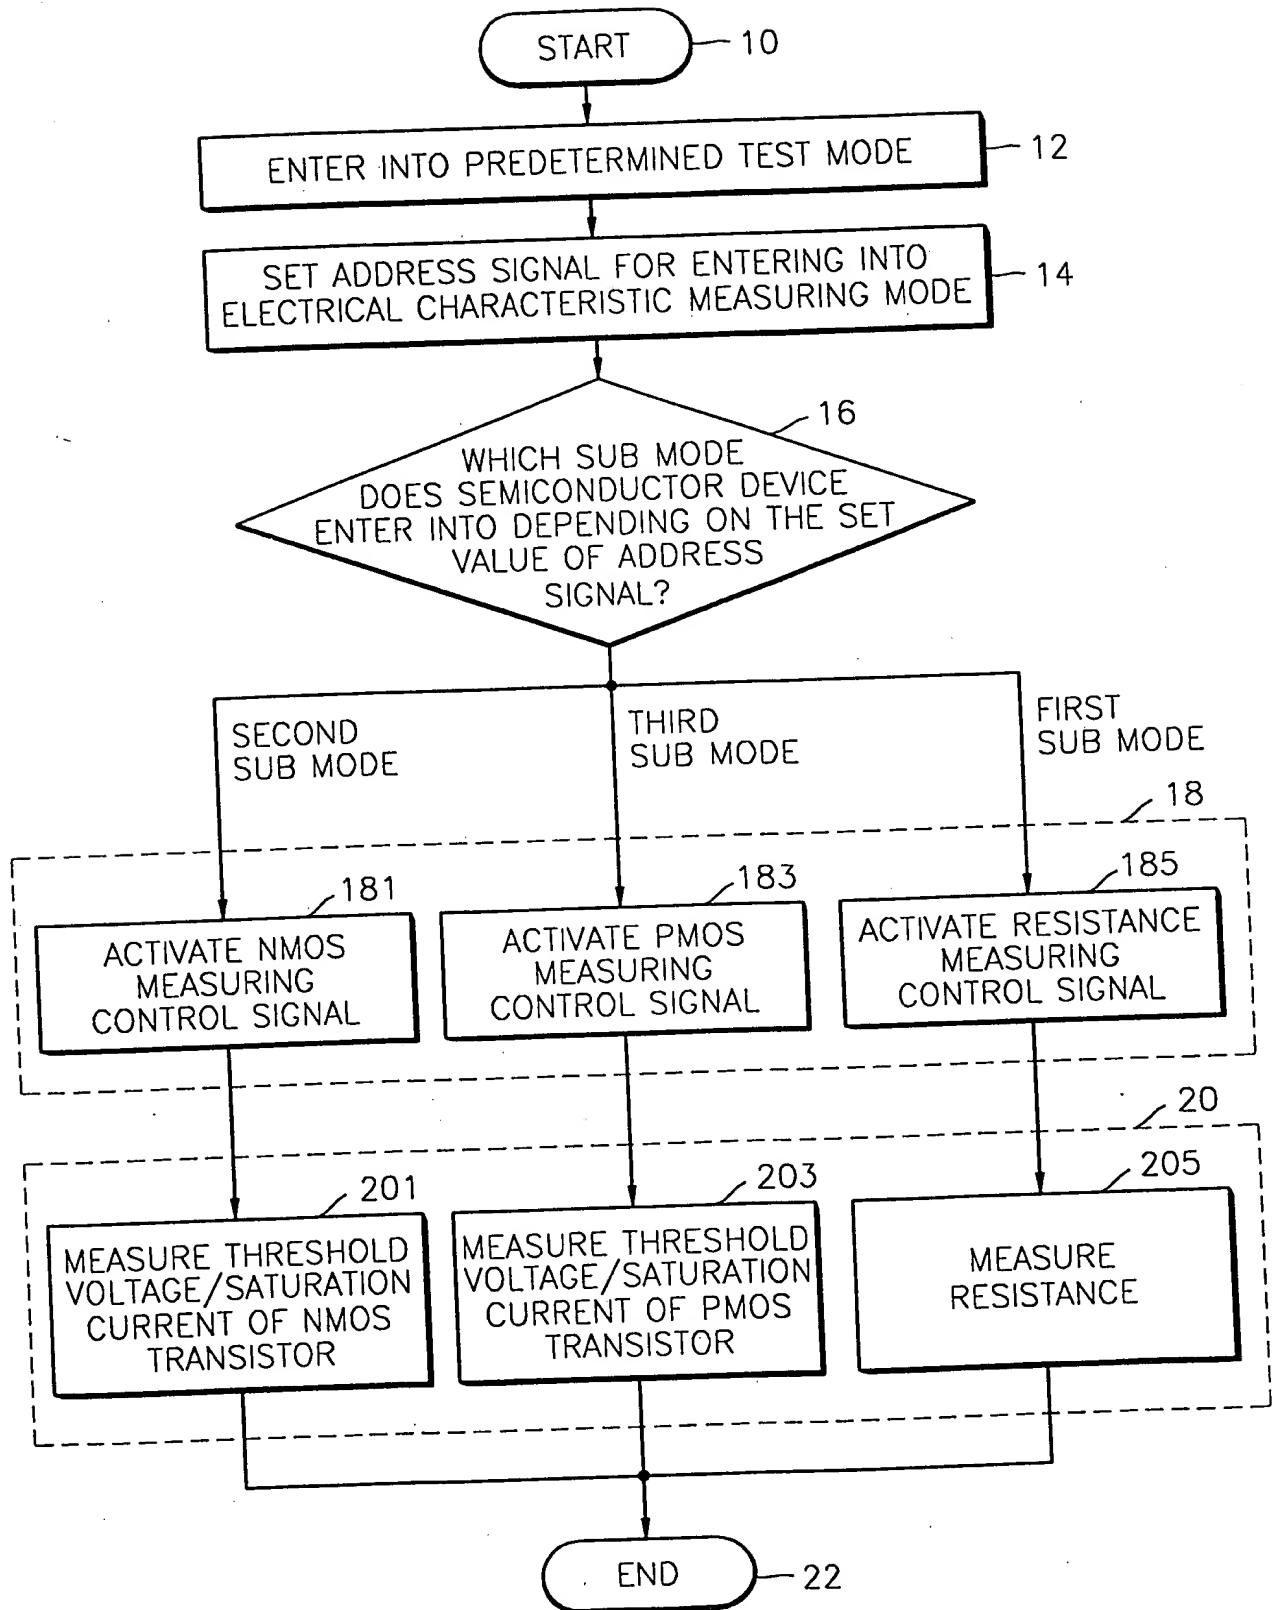 START
10
ENTER INTO PREDETERMINED TEST MODE
12
SET ADDRESS SIGNAL FOR ENTERING INTO
ELECTRICAL CHARACTERISTIC MEASURING MODE
14
16
WHICH SUB MODE
DOES SEMICONDUCTOR DEVICE
ENTER INTO DEPENDING ON THE SET
VALUE OF ADDRESS
SIGNAL?
SECOND
SUB MODE
THIRD
SUB MODE
FIRST
SUB MODE
18
181
ACTIVATE NMOS
MEASURING
CONTROL SIGNAL
183
ACTIVATE PMOS
MEASURING
CONTROL SIGNAL
185
ACTIVATE RESISTANCE
MEASURING
CONTROL SIGNAL
20
201
MEASURE THRESHOLD
VOLTAGE/SATURATION
CURRENT OF NMOS
TRANSISTOR
203
MEASURE THRESHOLD
VOLTAGE/SATURATION
CURRENT OF PMOS
TRANSISTOR
205
MEASURE
RESISTANCE
END
22